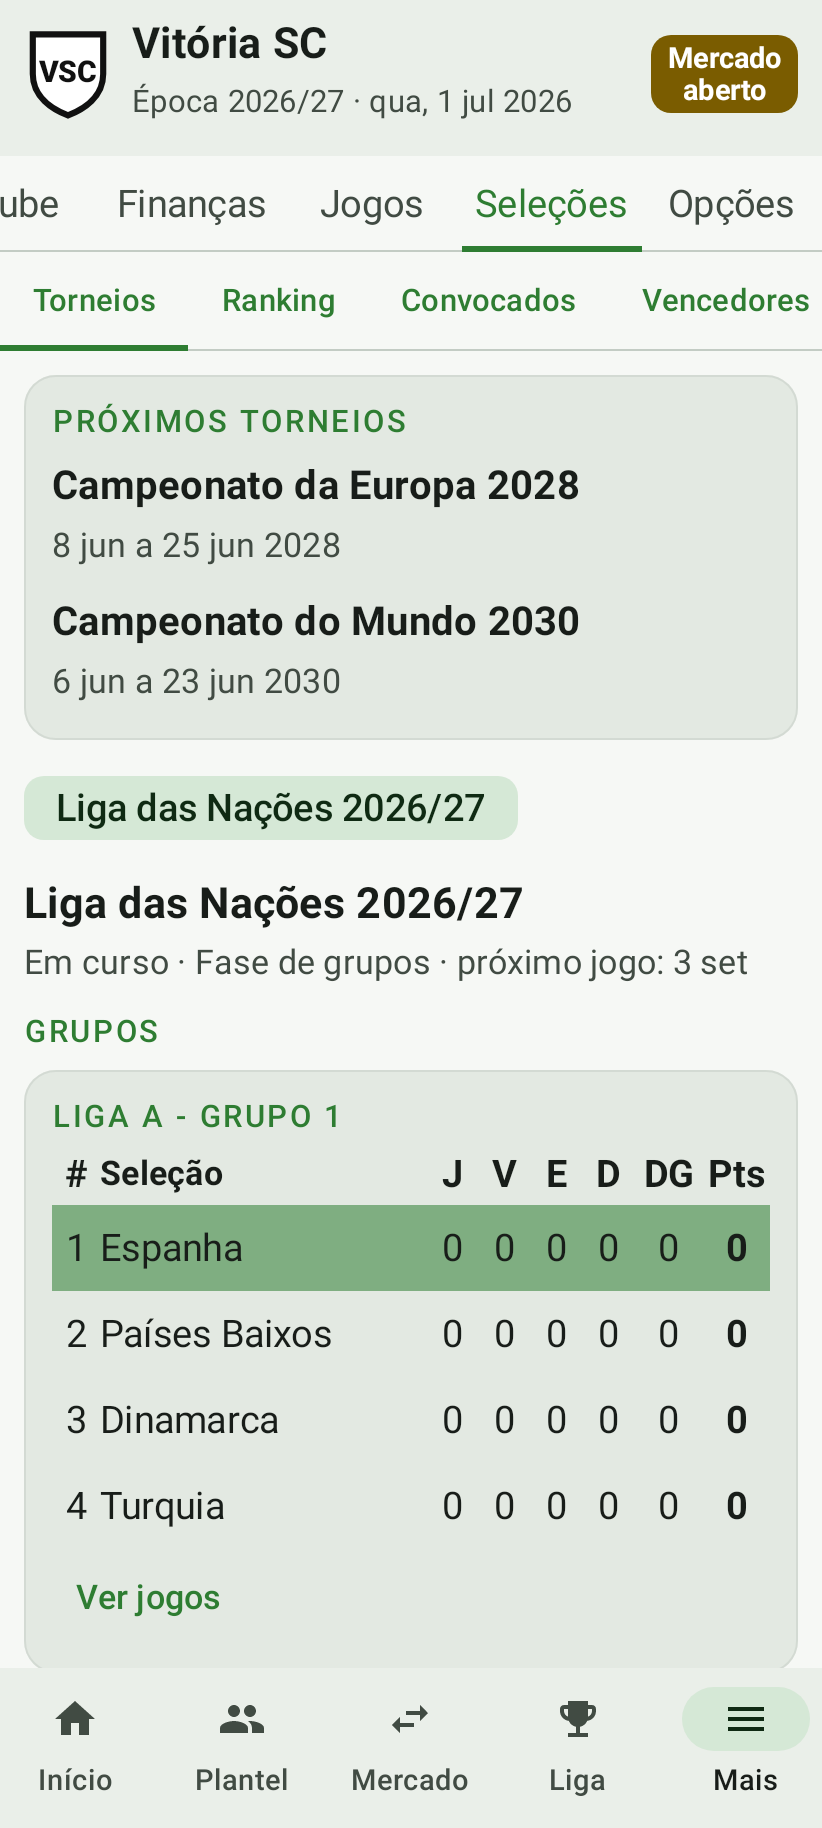 VSC
Vitória SC
Época 2026/27 · qua, 1 jul 2026
Mercado
aberto
ube Finanças Jogos Seleções Opções
Torneios Ranking Convocados Vencedores
PRÓXIMOS TORNEIOS
Campeonato da Europa 2028
8 jun a 25 jun 2028
Campeonato do Mundo 2030
6 jun a 23 jun 2030
Liga das Nações 2026/27
Liga das Nações 2026/27
Em curso · Fase de grupos · próximo jogo: 3 set
GRUPOS
LIGA A - GRUPO 1
# Seleção J V E D DG Pts
1 Espanha 0 0 0 0 0 0
2 Países Baixos 0 0 0 0 0 0
3 Dinamarca 0 0 0 0 0 0
4 Turquia 0 0 0 0 0 0
Ver jogos
Início Plantel Mercado Liga Mais